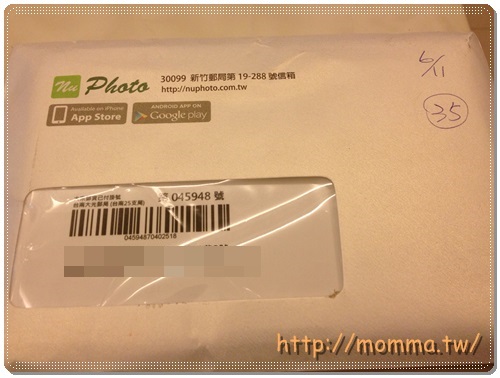 Nu Photo
30099 新竹郵局第 19-288 號信箱
http://nuphoto.com.tw
Available on iPhone
App Store
ANDROID APP ON
Google play
6/11
35
045948 號
04594870402518
http://momma.tw/